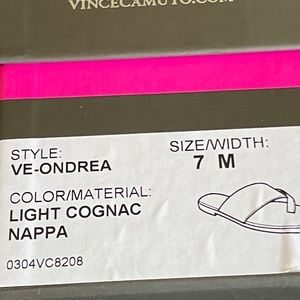 VINCECAMUTO.COM
STYLE:
VE-ONDREA
SIZE/WIDTH:
7 M
COLOR/MATERIAL:
LIGHT COGNAC
NAPPA
0304VC8208